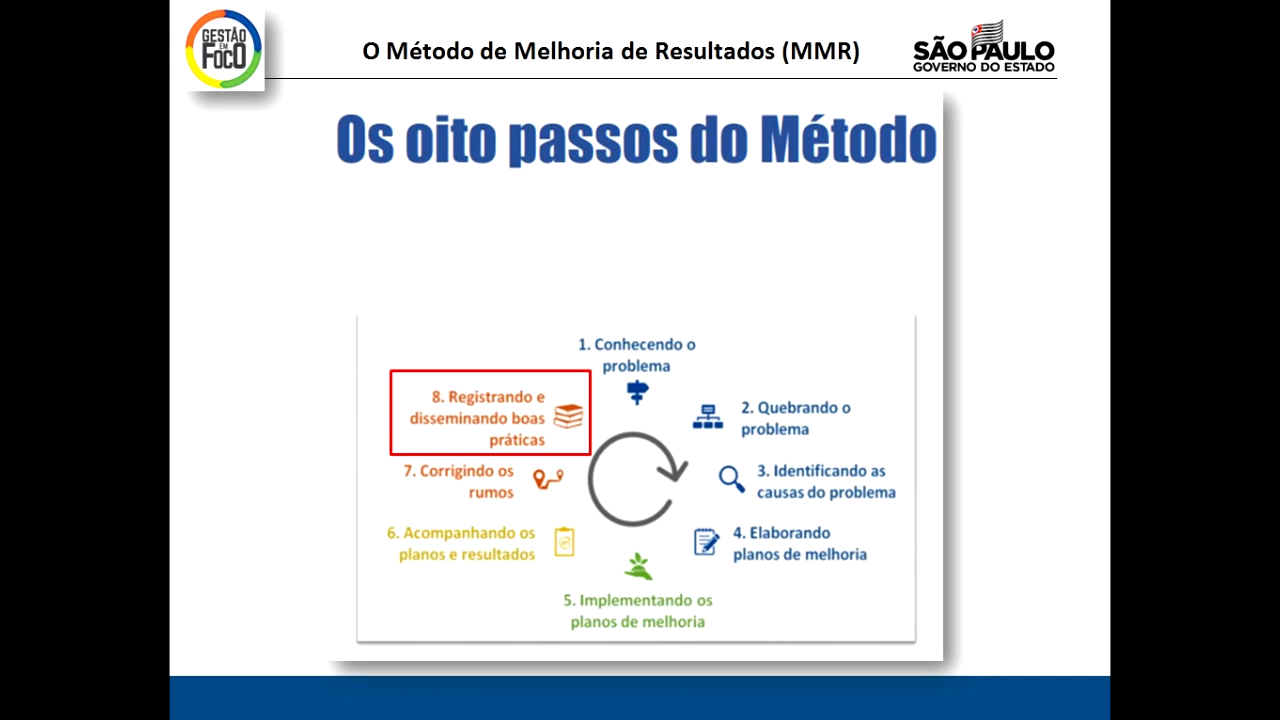 GESTÃO
EM
FOCO
O Método de Melhoria de Resultados (MMR)
SÃO PAULO
GOVERNO DO ESTADO
Os oito passos do Método
1. Conhecendo o
problema
2. Quebrando o
problema
3. Identificando as
causas do problema
4. Elaborando
planos de melhoria
5. Implementando os
planos de melhoria
6. Acompanhando os
planos e resultados
7. Corrigindo os
rumos
8. Registrando e
disseminando boas
práticas